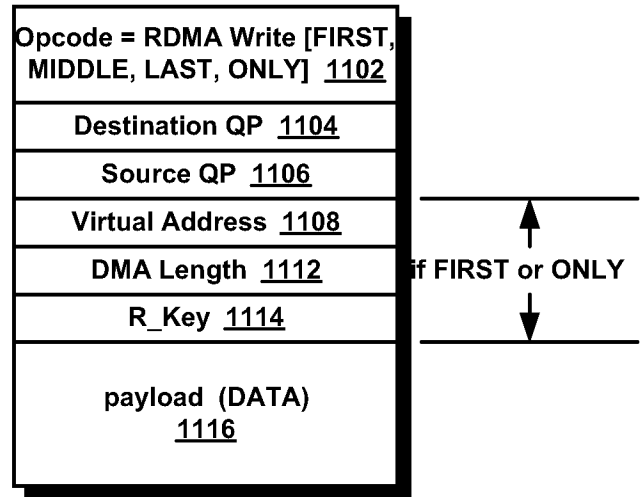 Opcode = RDMA Write [FIRST,
MIDDLE, LAST, ONLY] 1102
Destination QP 1104
Source QP 1106
Virtual Address 1108
DMA Length 1112
if FIRST or ONLY
R_Key 1114
payload (DATA)
1116